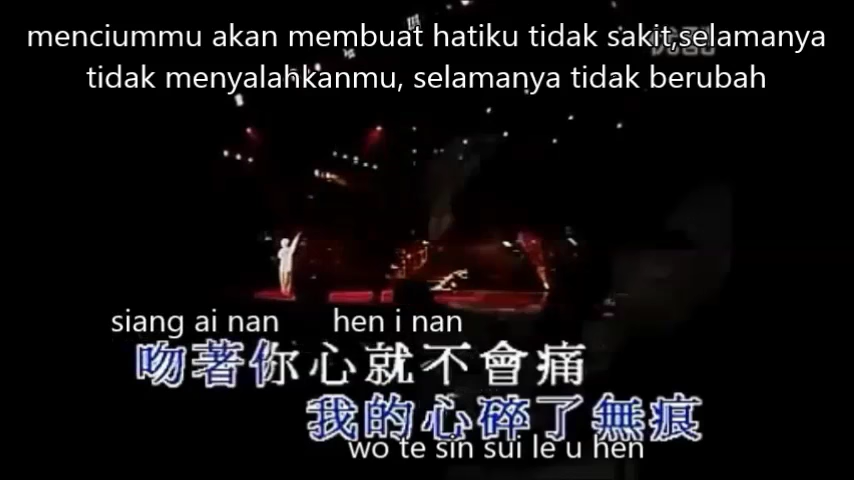 menciummu akan membuat hatiku tidak sakit,selamanya
tidak menyalahkanmu, selamanya tidak berubah
siang ai nan hen i nan
吻著你心就不會痛
我的心碎了無痕
wo te sin sui le u hen